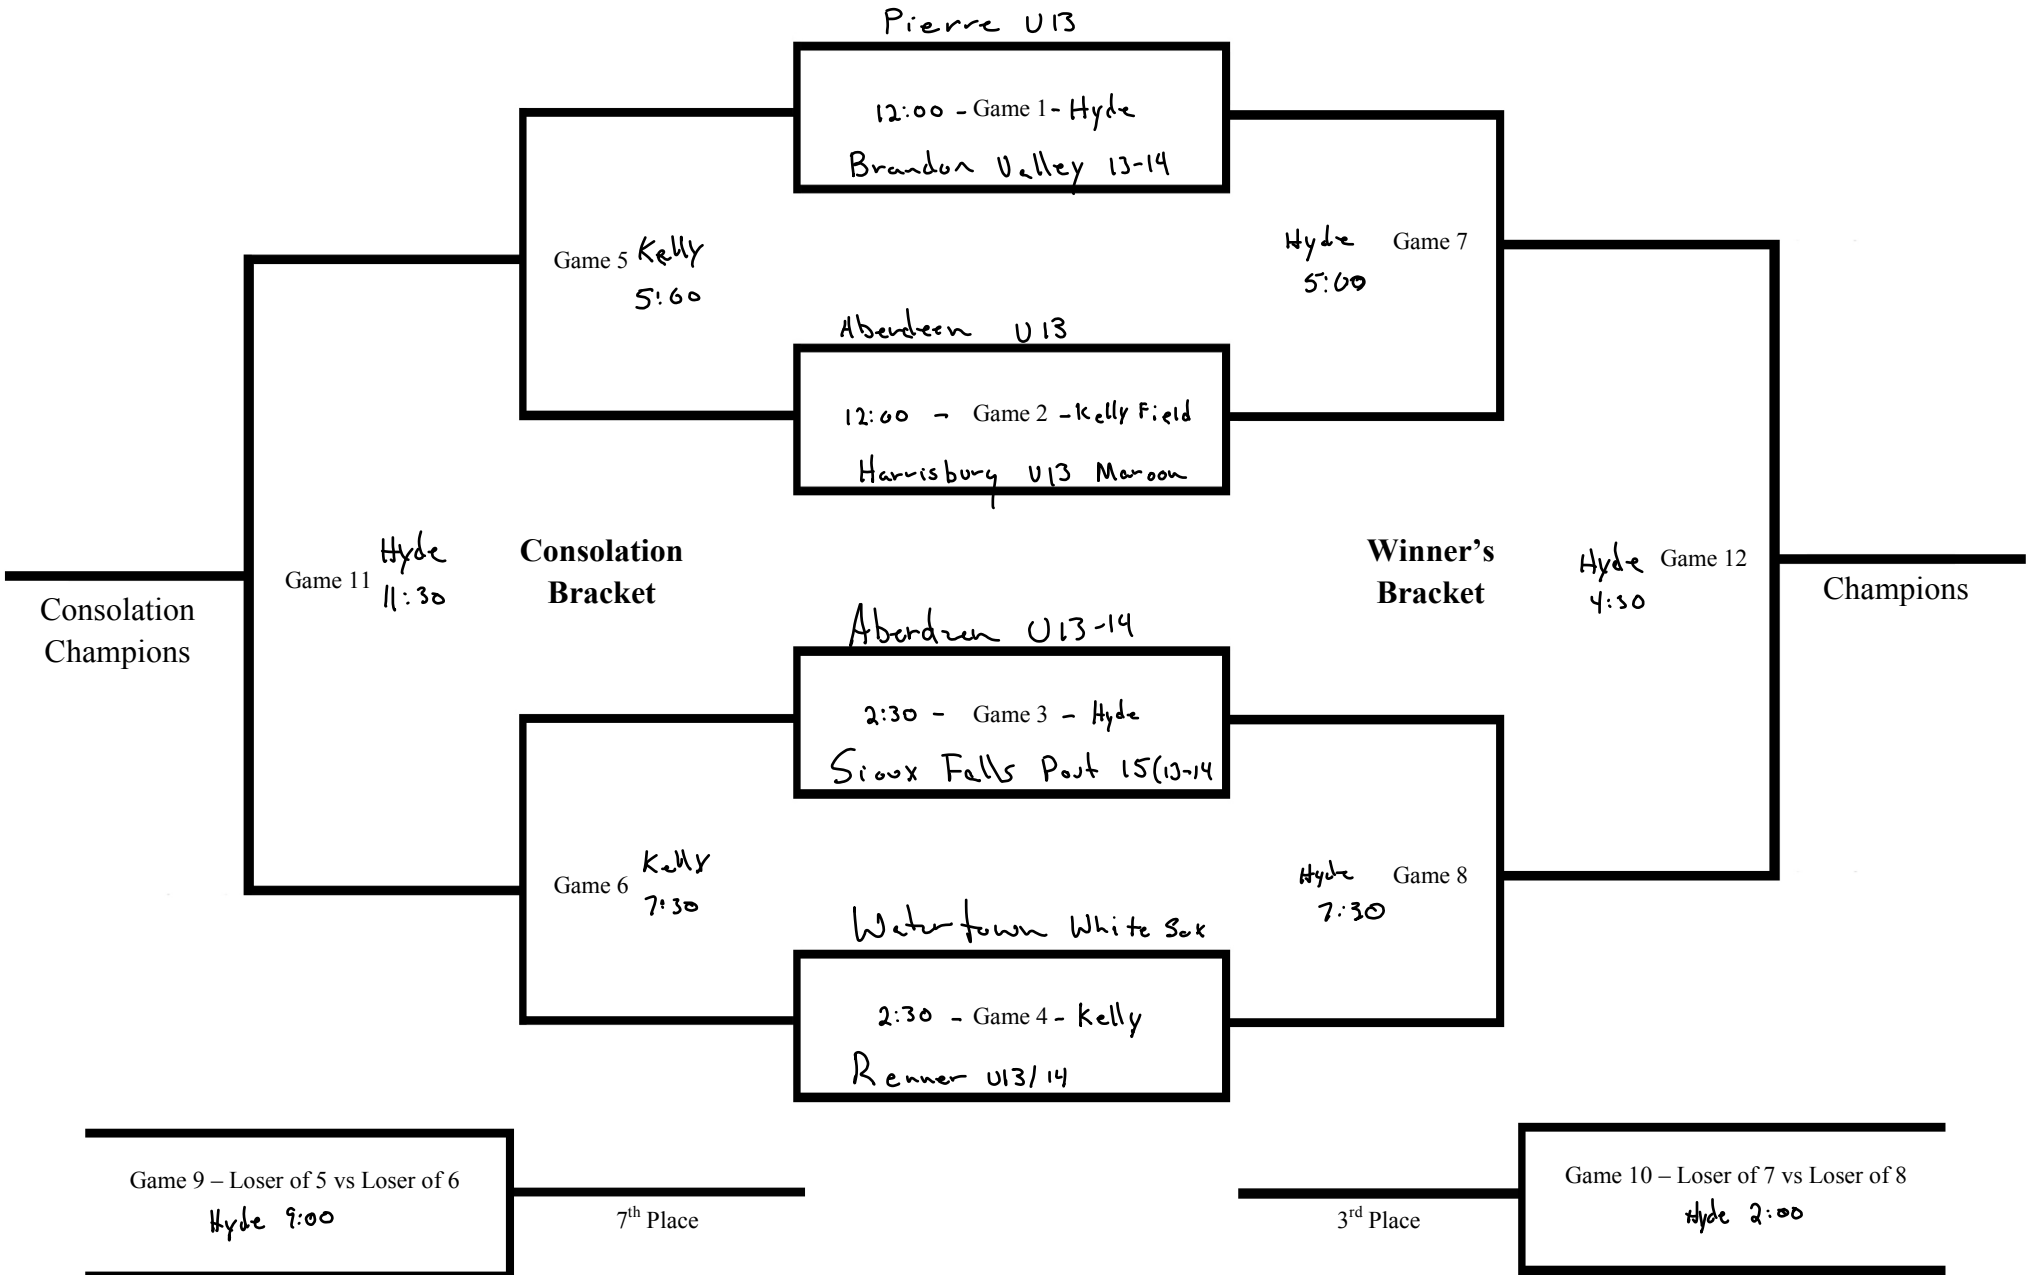 Pierre U13
12:00 - Game 1 - Hyde
Brandon Valley 13-14
Game 5 Kelly
5:00
Hyde Game 7
5:00
Aberdeen U13
12:00 - Game 2 - Kelly Field
Harrisburg U13 Maroon
Game 11 Hyde
11:30
Consolation
Bracket
Winner's
Bracket
Hyde Game 12
4:30
Consolation
Champions
Champions
Aberdeen U13-14
2:30 - Game 3 - Hyde
Sioux Falls Post 15(13-14
Game 6 Kelly
7:30
Hyde Game 8
7:30
Watertown White Sox
2:30 - Game 4 - Kelly
Renner U13/14
Game 9 – Loser of 5 vs Loser of 6
Hyde 9:00
7th Place
3rd Place
Game 10 – Loser of 7 vs Loser of 8
Hyde 2:00